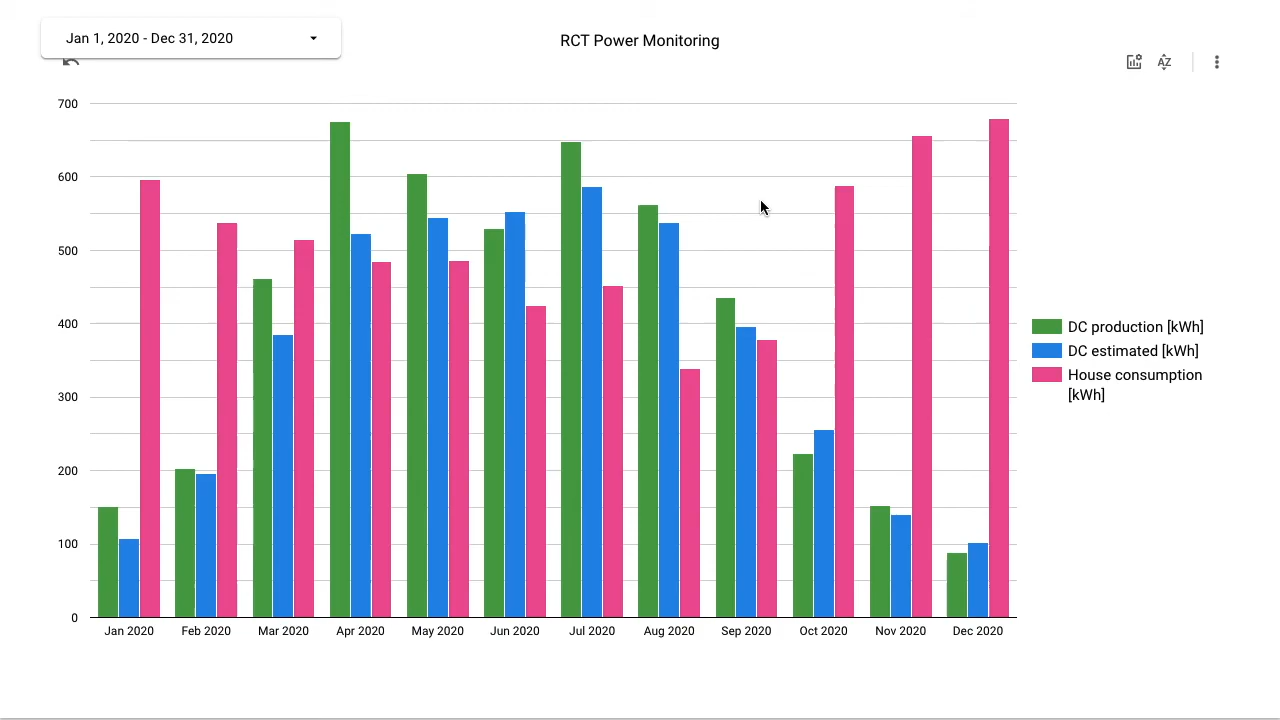 Jan 1, 2020 - Dec 31, 2020
RCT Power Monitoring
AZ
700
600
500
400
300
200
100
0
Jan 2020 Feb 2020 Mar 2020 Apr 2020 May 2020 Jun 2020 Jul 2020 Aug 2020 Sep 2020 Oct 2020 Nov 2020 Dec 2020
DC production [kWh]
DC estimated [kWh]
House consumption
[kWh]